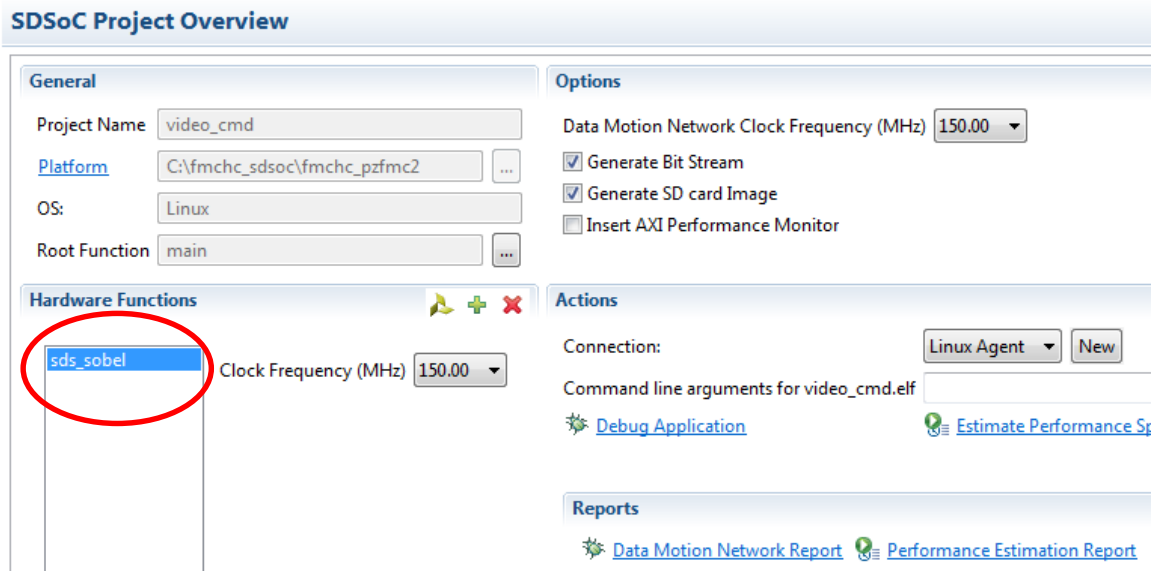 SDSoC Project Overview
General
Project Name video_cmd
Platform C:\fmchc_sdsoc\fmchc_pzfmc2 ...
OS: Linux
Root Function main ...
Options
Data Motion Network Clock Frequency (MHz) 150.00
Generate Bit Stream
Generate SD card Image
Insert AXI Performance Monitor
Hardware Functions
sds_sobel
Clock Frequency (MHz) 150.00
Actions
Connection: Linux Agent New
Command line arguments for video_cmd.elf
Debug Application Estimate Performance Sp
Reports
Data Motion Network Report Performance Estimation Report